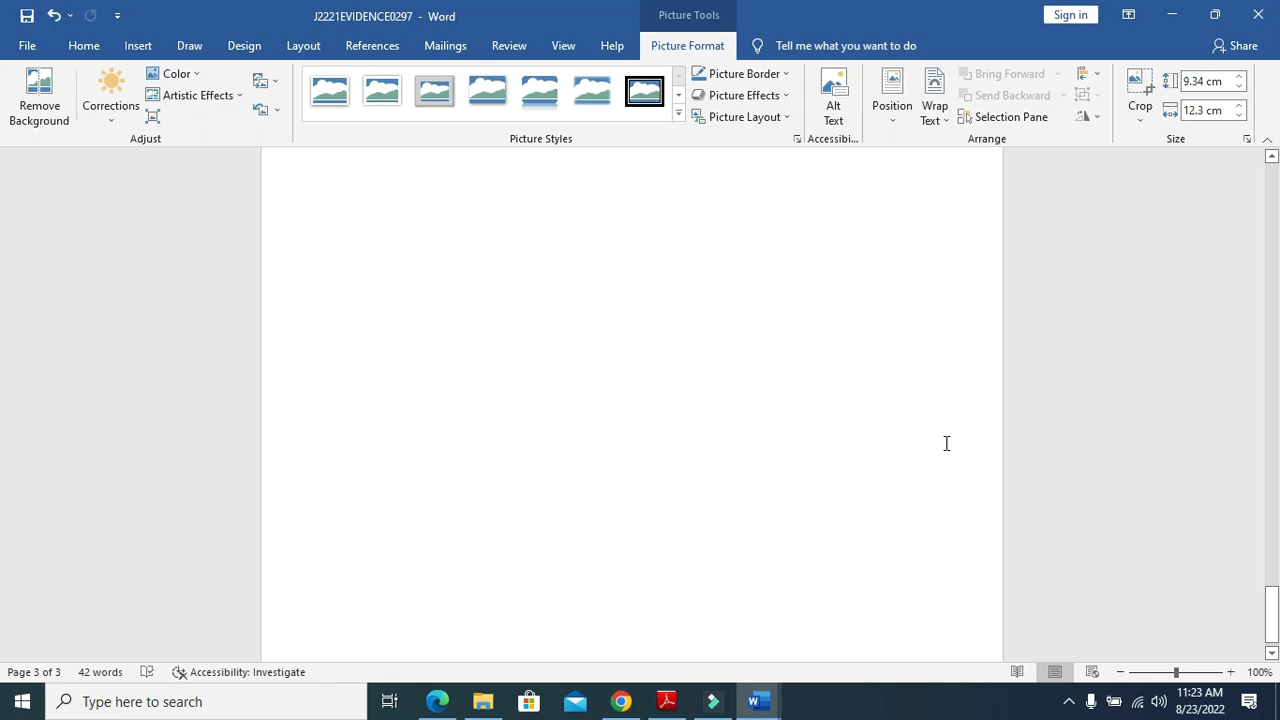 J2221EVIDENCE0297 - Word
Picture Tools
Sign in
File Home Insert Draw Design Layout References Mailings Review View Help Picture Format Tell me what you want to do Share
Remove Background
Corrections
Color
Artistic Effects
Adjust
Picture Styles
Picture Border
Picture Effects
Picture Layout
Alt Text
Accessibi...
Position
Wrap Text
Bring Forward
Send Backward
Selection Pane
Arrange
Crop
9.34 cm
12.3 cm
Size
Page 3 of 3 42 words Accessibility: Investigate 100%
Type here to search
11:23 AM
8/23/2022